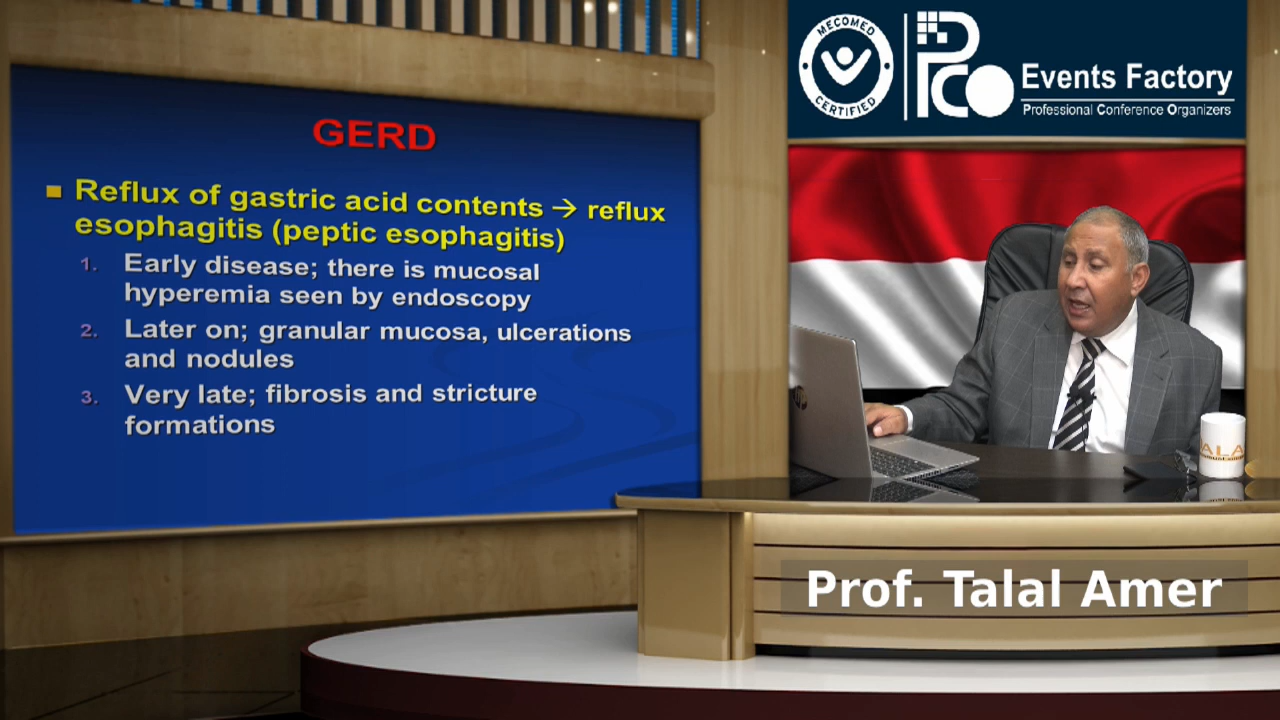 GERD
Reflux of gastric acid contents → reflux
esophagitis (peptic esophagitis)
1. Early disease; there is mucosal
hyperemia seen by endoscopy
2. Later on; granular mucosa, ulcerations
and nodules
3. Very late; fibrosis and stricture
formations
MECOMED
CERTIFIED
PCO
Events Factory
Professional Conference Organizers
Prof. Talal Amer